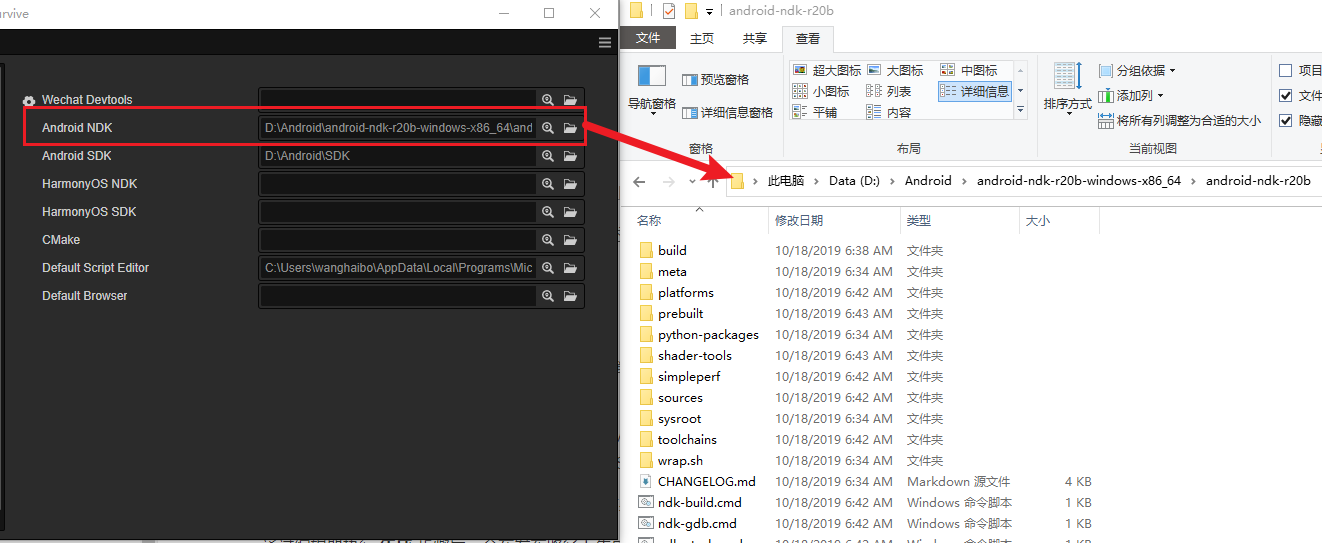 urvive
Wechat Devtools
Android NDK
D:\Android\android-ndk-r20b-windows-x86_64\and
Android SDK
D:\Android\SDK
HarmonyOS NDK
HarmonyOS SDK
CMake
Default Script Editor
C:\Users\wanghaibo\AppData\Local\Programs\Mic
Default Browser
android-ndk-r20b
文件 主页 共享 查看
导航窗格
预览窗格
详细信息窗格
窗格
超大图标 大图标 中图标
小图标 列表 详细信息
平铺 内容
布局
排序方式
分组依据
添加列
将所有列调整为合适的大小
当前视图
项目
文件
隐藏
此电脑 Data (D:) Android android-ndk-r20b-windows-x86_64 android-ndk-r20b
名称 修改日期 类型 大小
build 10/18/2019 6:38 AM 文件夹
meta 10/18/2019 6:34 AM 文件夹
platforms 10/18/2019 6:42 AM 文件夹
prebuilt 10/18/2019 6:43 AM 文件夹
python-packages 10/18/2019 6:34 AM 文件夹
shader-tools 10/18/2019 6:43 AM 文件夹
simpleperf 10/18/2019 6:42 AM 文件夹
sources 10/18/2019 6:42 AM 文件夹
sysroot 10/18/2019 6:34 AM 文件夹
toolchains 10/18/2019 6:42 AM 文件夹
wrap.sh 10/18/2019 6:34 AM 文件夹
CHANGELOG.md 10/18/2019 6:34 AM Markdown 源文件 4 KB
ndk-build.cmd 10/18/2019 6:42 AM Windows 命令脚本 1 KB
ndk-gdb.cmd 10/18/2019 6:42 AM Windows 命令脚本 1 KB